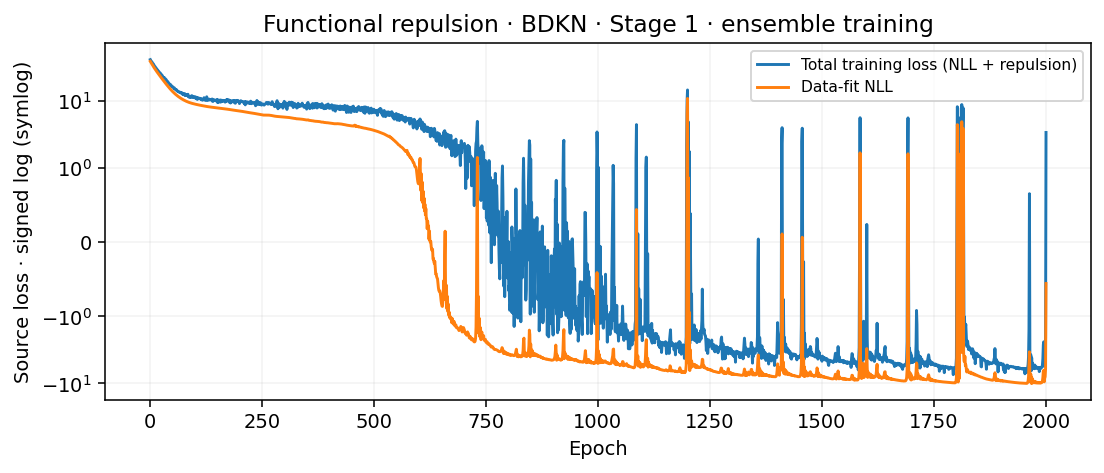 Functional repulsion · BDKN · Stage 1 · ensemble training
Total training loss (NLL + repulsion)
Data-fit NLL
Source loss · signed log (symlog)
10¹
10⁰
0
−10⁰
−10¹
0 250 500 750 1000 1250 1500 1750 2000
Epoch